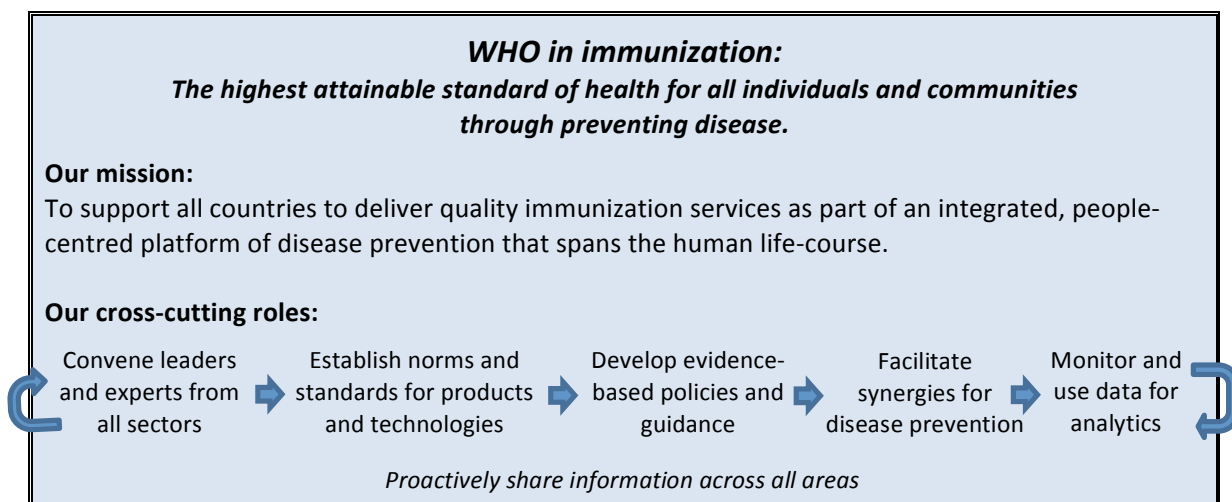 WHO in immunization:
The highest attainable standard of health for all individuals and communities
through preventing disease.
Our mission:
To support all countries to deliver quality immunization services as part of an integrated, people-
centred platform of disease prevention that spans the human life-course.
Our cross-cutting roles:
Convene leaders
and experts from
all sectors
Establish norms and
standards for products
and technologies
Develop evidence-
based policies and
guidance
Facilitate
synergies for
disease prevention
Monitor and
use data for
analytics
Proactively share information across all areas